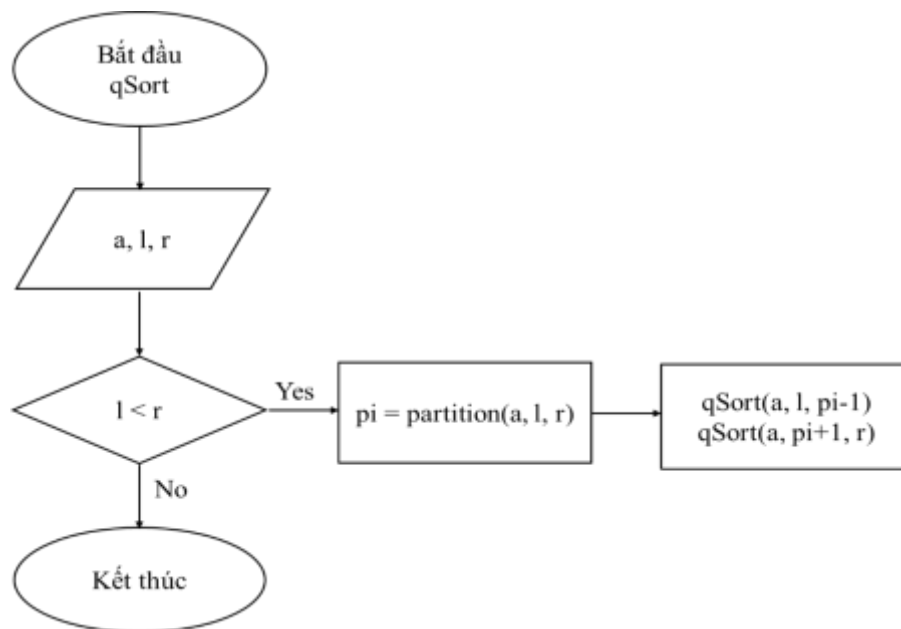 Bắt đầu
qSort
a, l, r
l < r
Yes
pi = partition(a, l, r)
qSort(a, l, pi-1)
qSort(a, pi+1, r)
No
Kết thúc